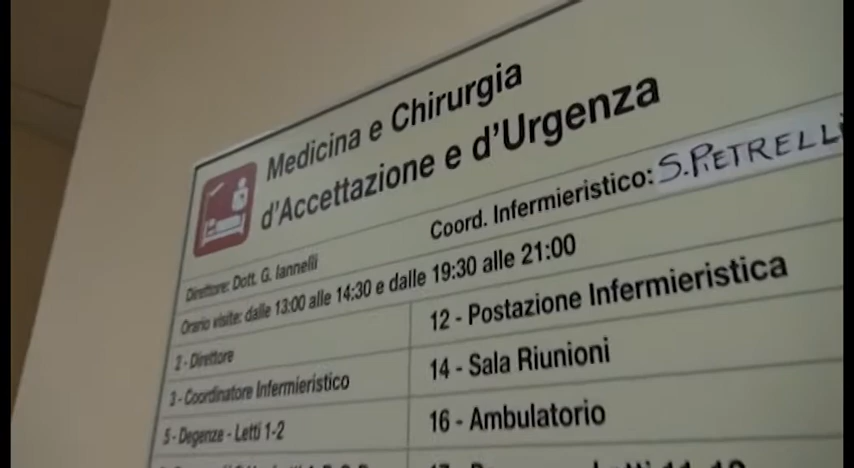 Medicina e Chirurgia
d'Accettazione e d'Urgenza
Coord. Infermieristico: S. PIETRELLI
Direttore: Dott. G. Iannelli
Orario visite: dalle 13:00 alle 14:30 e dalle 19:30 alle 21:00
2 - Direttore
3 - Coordinatore Infermieristico
5 - Degenze - Letti 1-2
12 - Postazione Infermieristica
14 - Sala Riunioni
16 - Ambulatorio